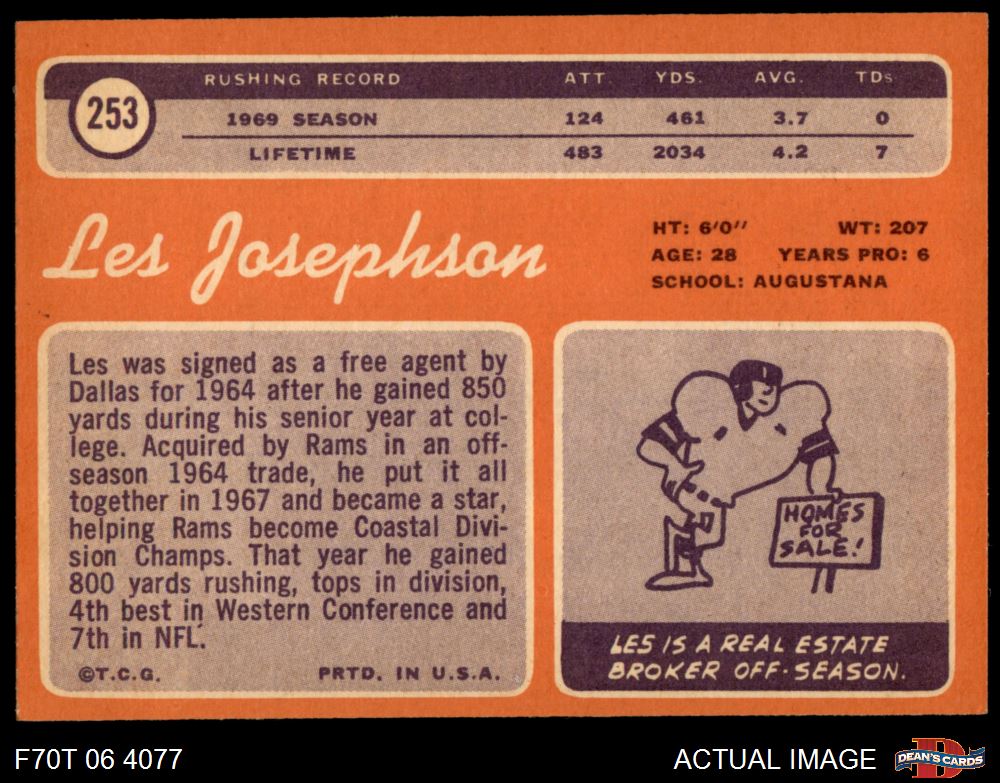 253
RUSHING RECORD ATT. YDS. AVG. TDs
1969 SEASON 124 461 3.7 0
LIFETIME 483 2034 4.2 7
Les Josephson
HT: 6'0" WT: 207
AGE: 28 YEARS PRO: 6
SCHOOL: AUGUSTANA
Les was signed as a free agent by
Dallas for 1964 after he gained 850
yards during his senior year at col-
lege. Acquired by Rams in an off-
season 1964 trade, he put it all
together in 1967 and became a star,
helping Rams become Coastal Divi-
sion Champs. That year he gained
800 yards rushing, tops in division,
4th best in Western Conference and
7th in NFL.
©T.C.G. PRTD. IN U.S.A.
HOMES
FOR
SALE!
LES IS A REAL ESTATE
BROKER OFF-SEASON.
F70T 06 4077 ACTUAL IMAGE
D
DEAN'S CARDS